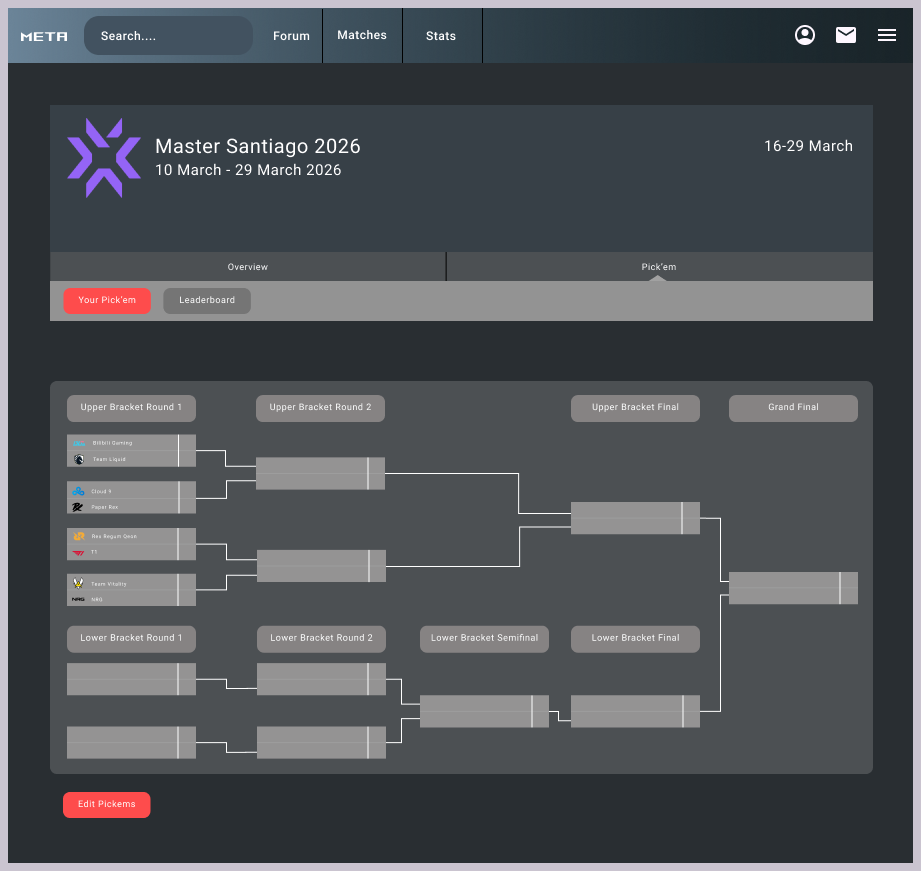 META
Search....
Forum
Matches
Stats
Master Santiago 2026
10 March - 29 March 2026
16-29 March
Overview
Pick'em
Your Pick'em
Leaderboard
Upper Bracket Round 1
Upper Bracket Round 2
Upper Bracket Final
Grand Final
Bilibili Gaming
Team Liquid
Cloud 9
Paper Rex
Rex Regum Qeon
T1
Team Vitality
NRG
NRG
Lower Bracket Round 1
Lower Bracket Round 2
Lower Bracket Semifinal
Lower Bracket Final
Edit Pickems